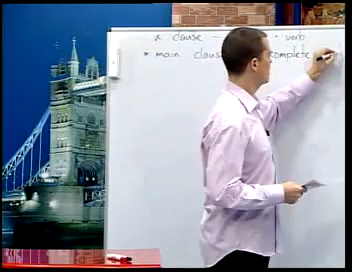 a clause — + verb
* main clause complete